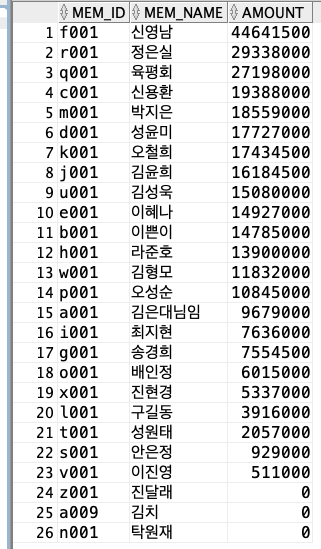 MEM_ID MEM_NAME AMOUNT
1 f001 신영남 44641500
2 r001 정은실 29338000
3 q001 육평회 27198000
4 c001 신용환 19388000
5 m001 박지은 18559000
6 d001 성윤미 17727000
7 k001 오철희 17434500
8 j001 김윤희 16184500
9 u001 김성욱 15080000
10 e001 이혜나 14927000
11 b001 이쁜이 14785000
12 h001 라준호 13900000
13 w001 김형모 11832000
14 p001 오성순 10845000
15 a001 김은대님임 9679000
16 i001 최지현 7636000
17 g001 송경희 7554500
18 o001 배인정 6015000
19 x001 진현경 5337000
20 l001 구길동 3916000
21 t001 성원태 2057000
22 s001 안은정 929000
23 v001 이진영 511000
24 z001 진달래 0
25 a009 김치 0
26 n001 탁원재 0